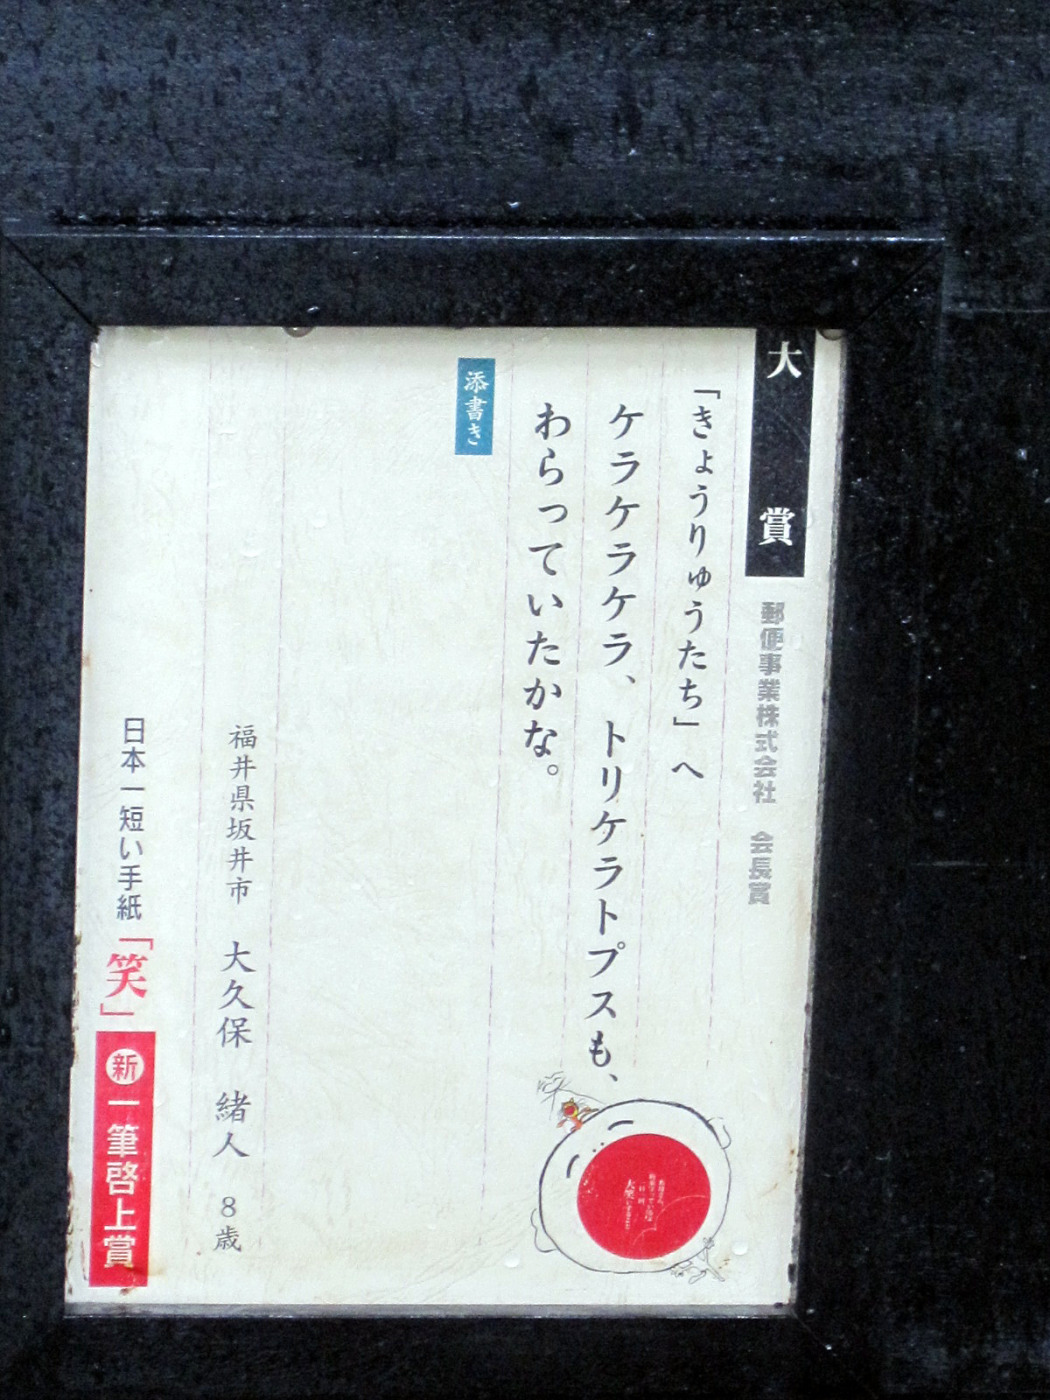 大賞
郵便事業株式会社 会長賞
「きょうりゅうたち」へ
ケラケラケラ、トリケラトプスも、
わらっていたかな。
添書き
福井県坂井市 大久保 緒人 8歳
日本一短い手紙「笑」新一筆啓上賞